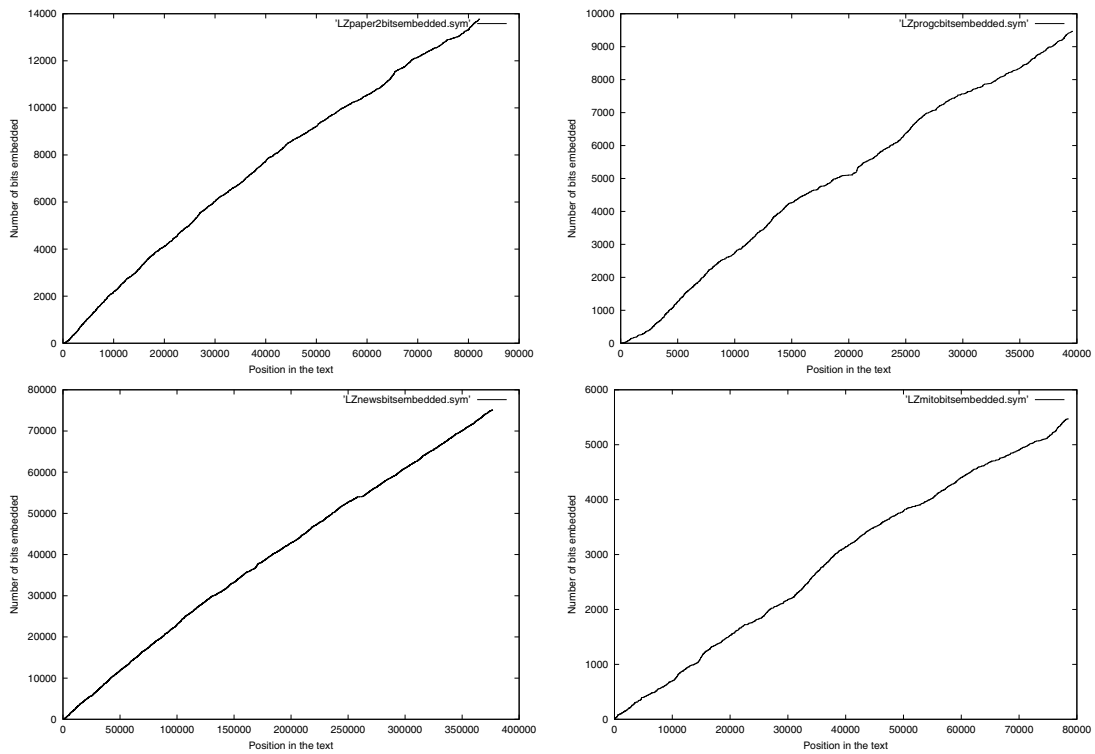 'LZpaper2bitsembedded.sym'
Number of bits embedded
14000
12000
10000
8000
6000
4000
2000
0
0 10000 20000 30000 40000 50000 60000 70000 80000 90000
Position in the text
'LZprogcbitsembedded.sym'
Number of bits embedded
10000
9000
8000
7000
6000
5000
4000
3000
2000
1000
0
0 5000 10000 15000 20000 25000 30000 35000 40000
Position in the text
'LZnewsbitsembedded.sym'
Number of bits embedded
80000
70000
60000
50000
40000
30000
20000
10000
0
0 50000 100000 150000 200000 250000 300000 350000 400000
Position in the text
'LZmitobitsembedded.sym'
Number of bits embedded
6000
5000
4000
3000
2000
1000
0
0 10000 20000 30000 40000 50000 60000 70000 80000
Position in the text